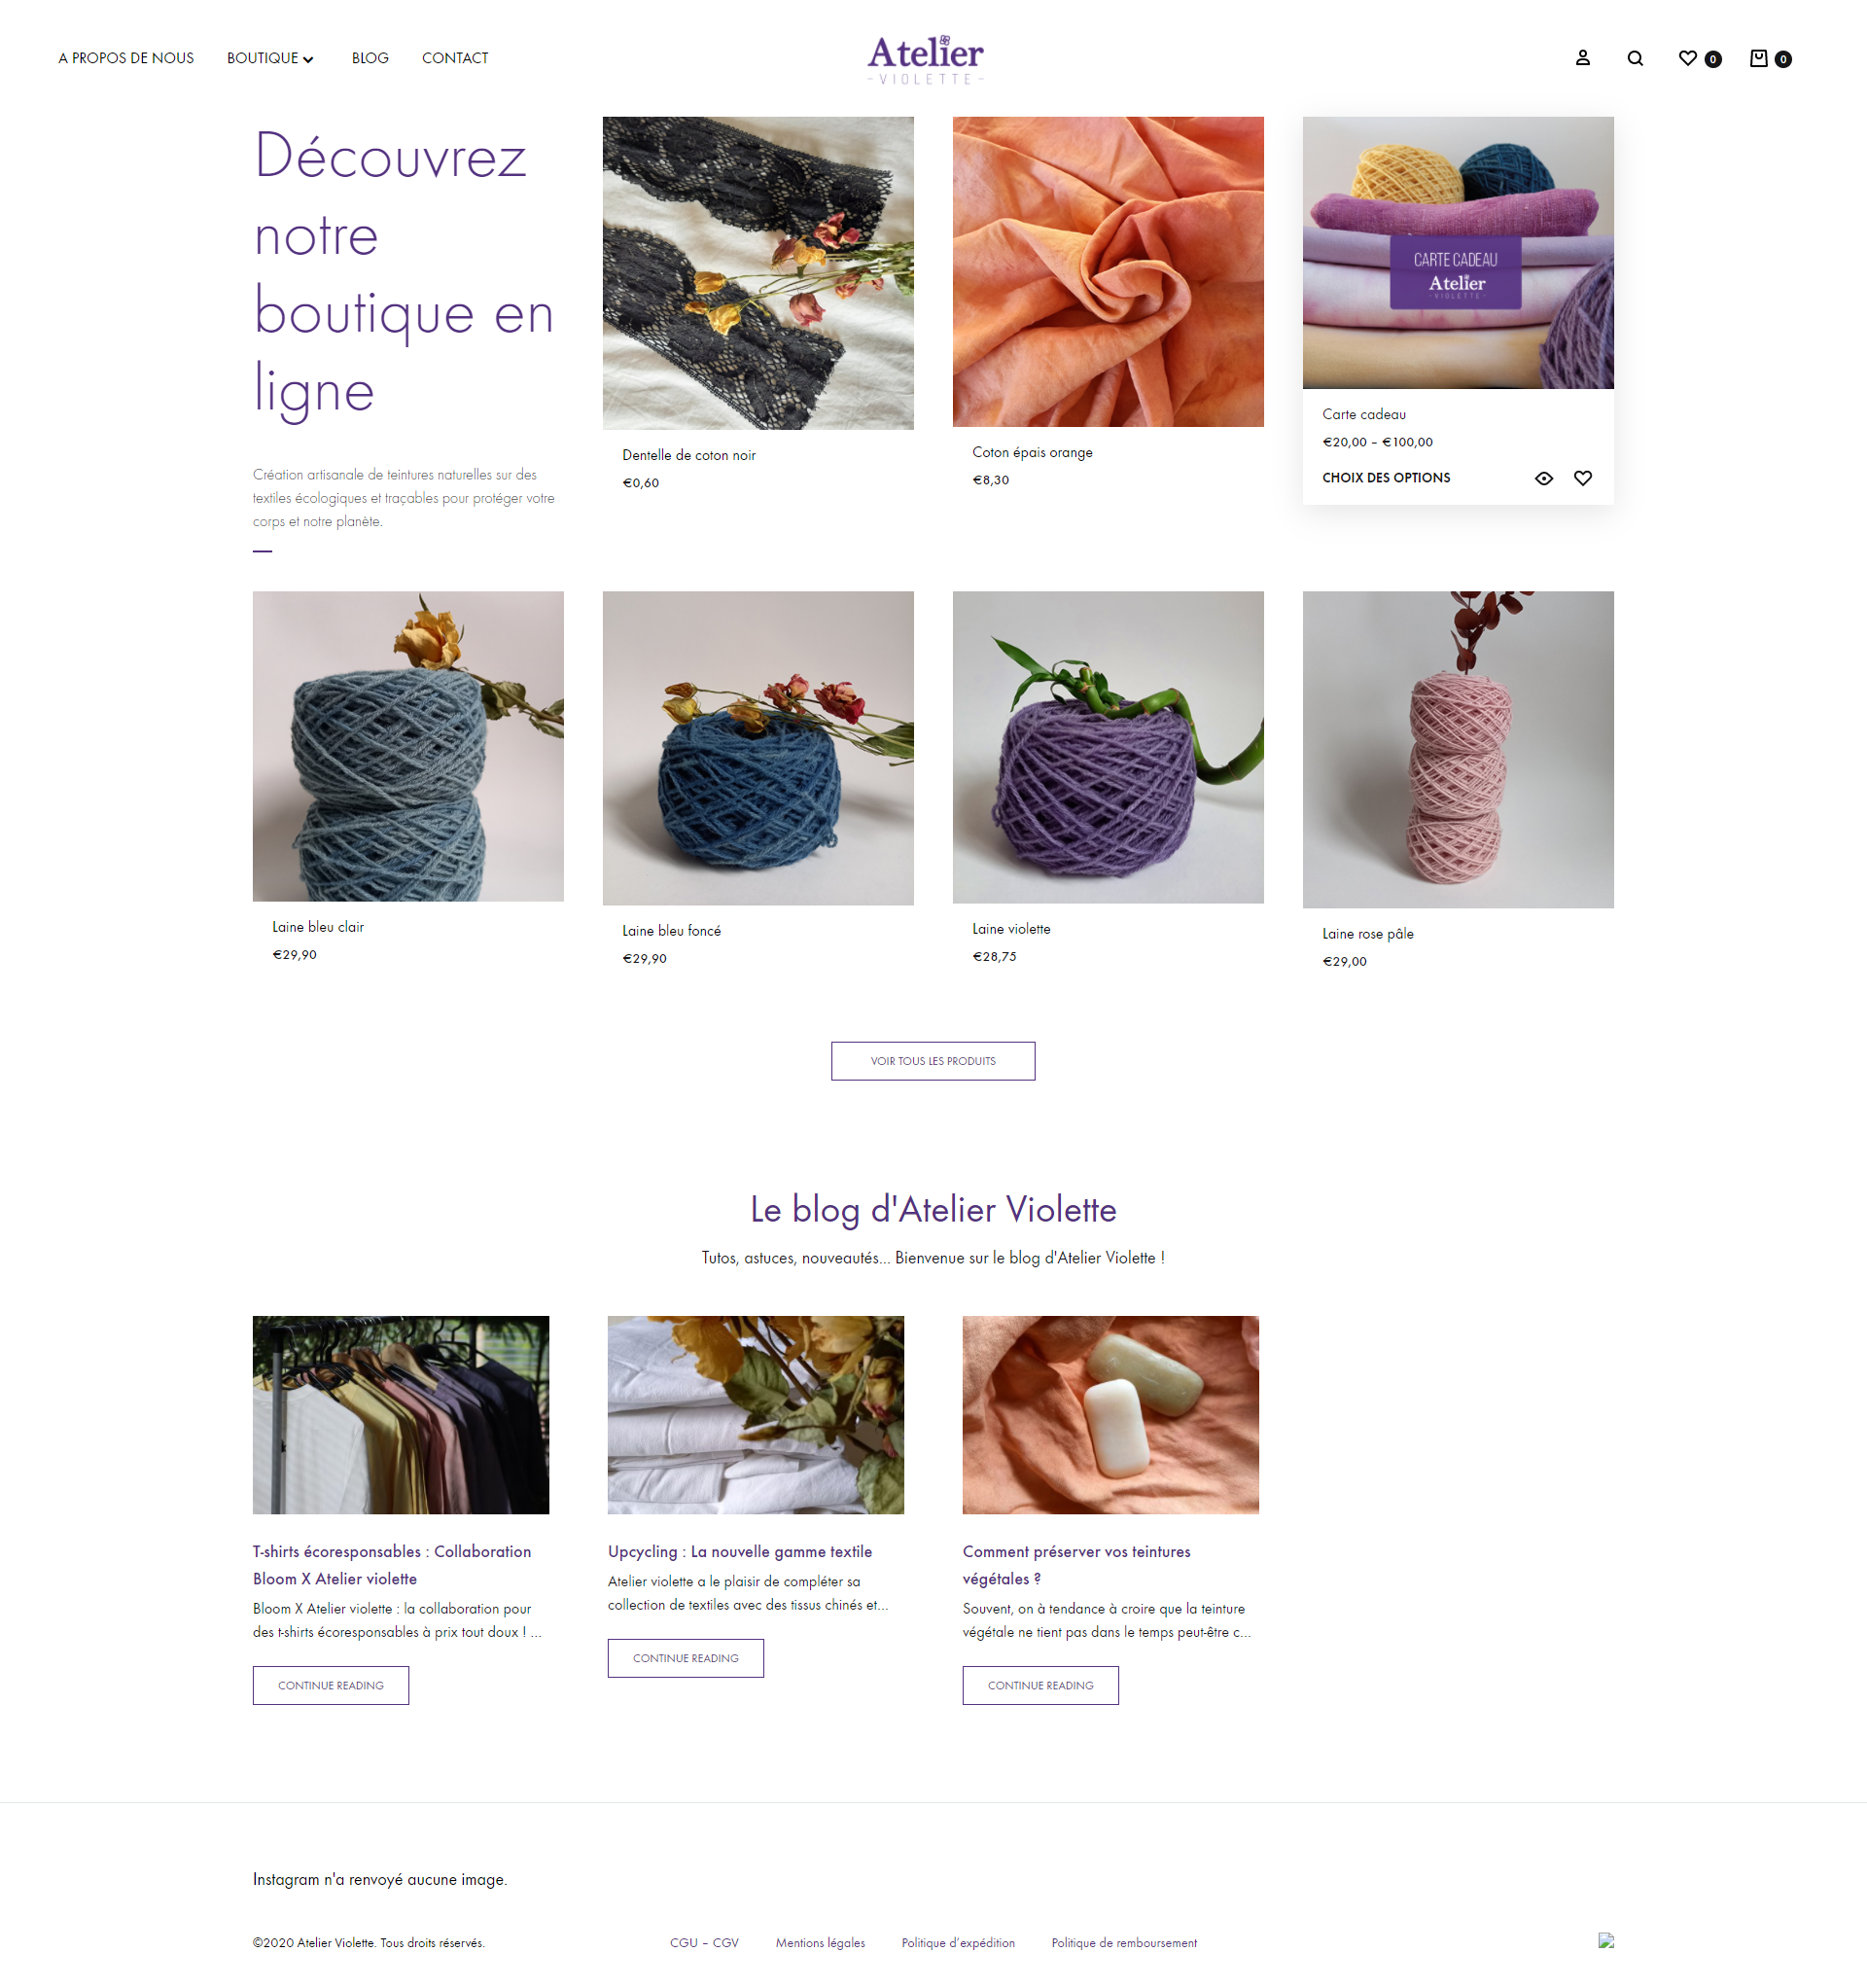 A PROPOS DE NOUS
BOUTIQUE
BLOG
CONTACT
Atelier
- VIOLETTE -
0
0
Découvrez
notre
boutique en
ligne
Création artisanale de teintures naturelles sur des
textiles écologiques et traçables pour protéger votre
corps et notre planète.
Dentelle de coton noir
€0,60
Coton épais orange
€8,30
CARTE CADEAU
Atelier
- VIOLETTE -
Carte cadeau
€20,00 – €100,00
CHOIX DES OPTIONS
Laine bleu clair
€29,90
Laine bleu foncé
€29,90
Laine violette
€28,75
Laine rose pâle
€29,00
VOIR TOUS LES PRODUITS
Le blog d'Atelier Violette
Tutos, astuces, nouveautés... Bienvenue sur le blog d'Atelier Violette !
T-shirts écoresponsables : Collaboration
Bloom X Atelier violette
Bloom X Atelier violette : la collaboration pour
des t-shirts écoresponsables à prix tout doux ! ...
CONTINUE READING
Upcycling : La nouvelle gamme textile
Atelier violette a le plaisir de compléter sa
collection de textiles avec des tissus chinés et...
CONTINUE READING
Comment préserver vos teintures
végétales ?
Souvent, on à tendance à croire que la teinture
végétale ne tient pas dans le temps peut-être c...
CONTINUE READING
Instagram n'a renvoyé aucune image.
©2020 Atelier Violette. Tous droits réservés.
CGU – CGV
Mentions légales
Politique d’expédition
Politique de remboursement